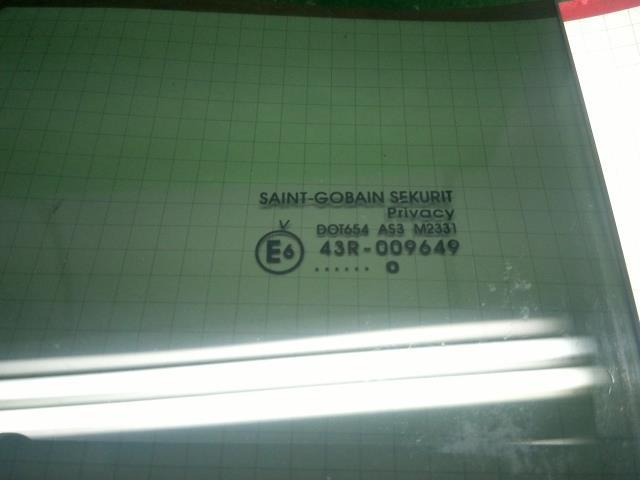 SAINT-GOBAIN SEKURIT
Privacy
V
DOT654 AS3 M2331
E6 43R-009649
...... O